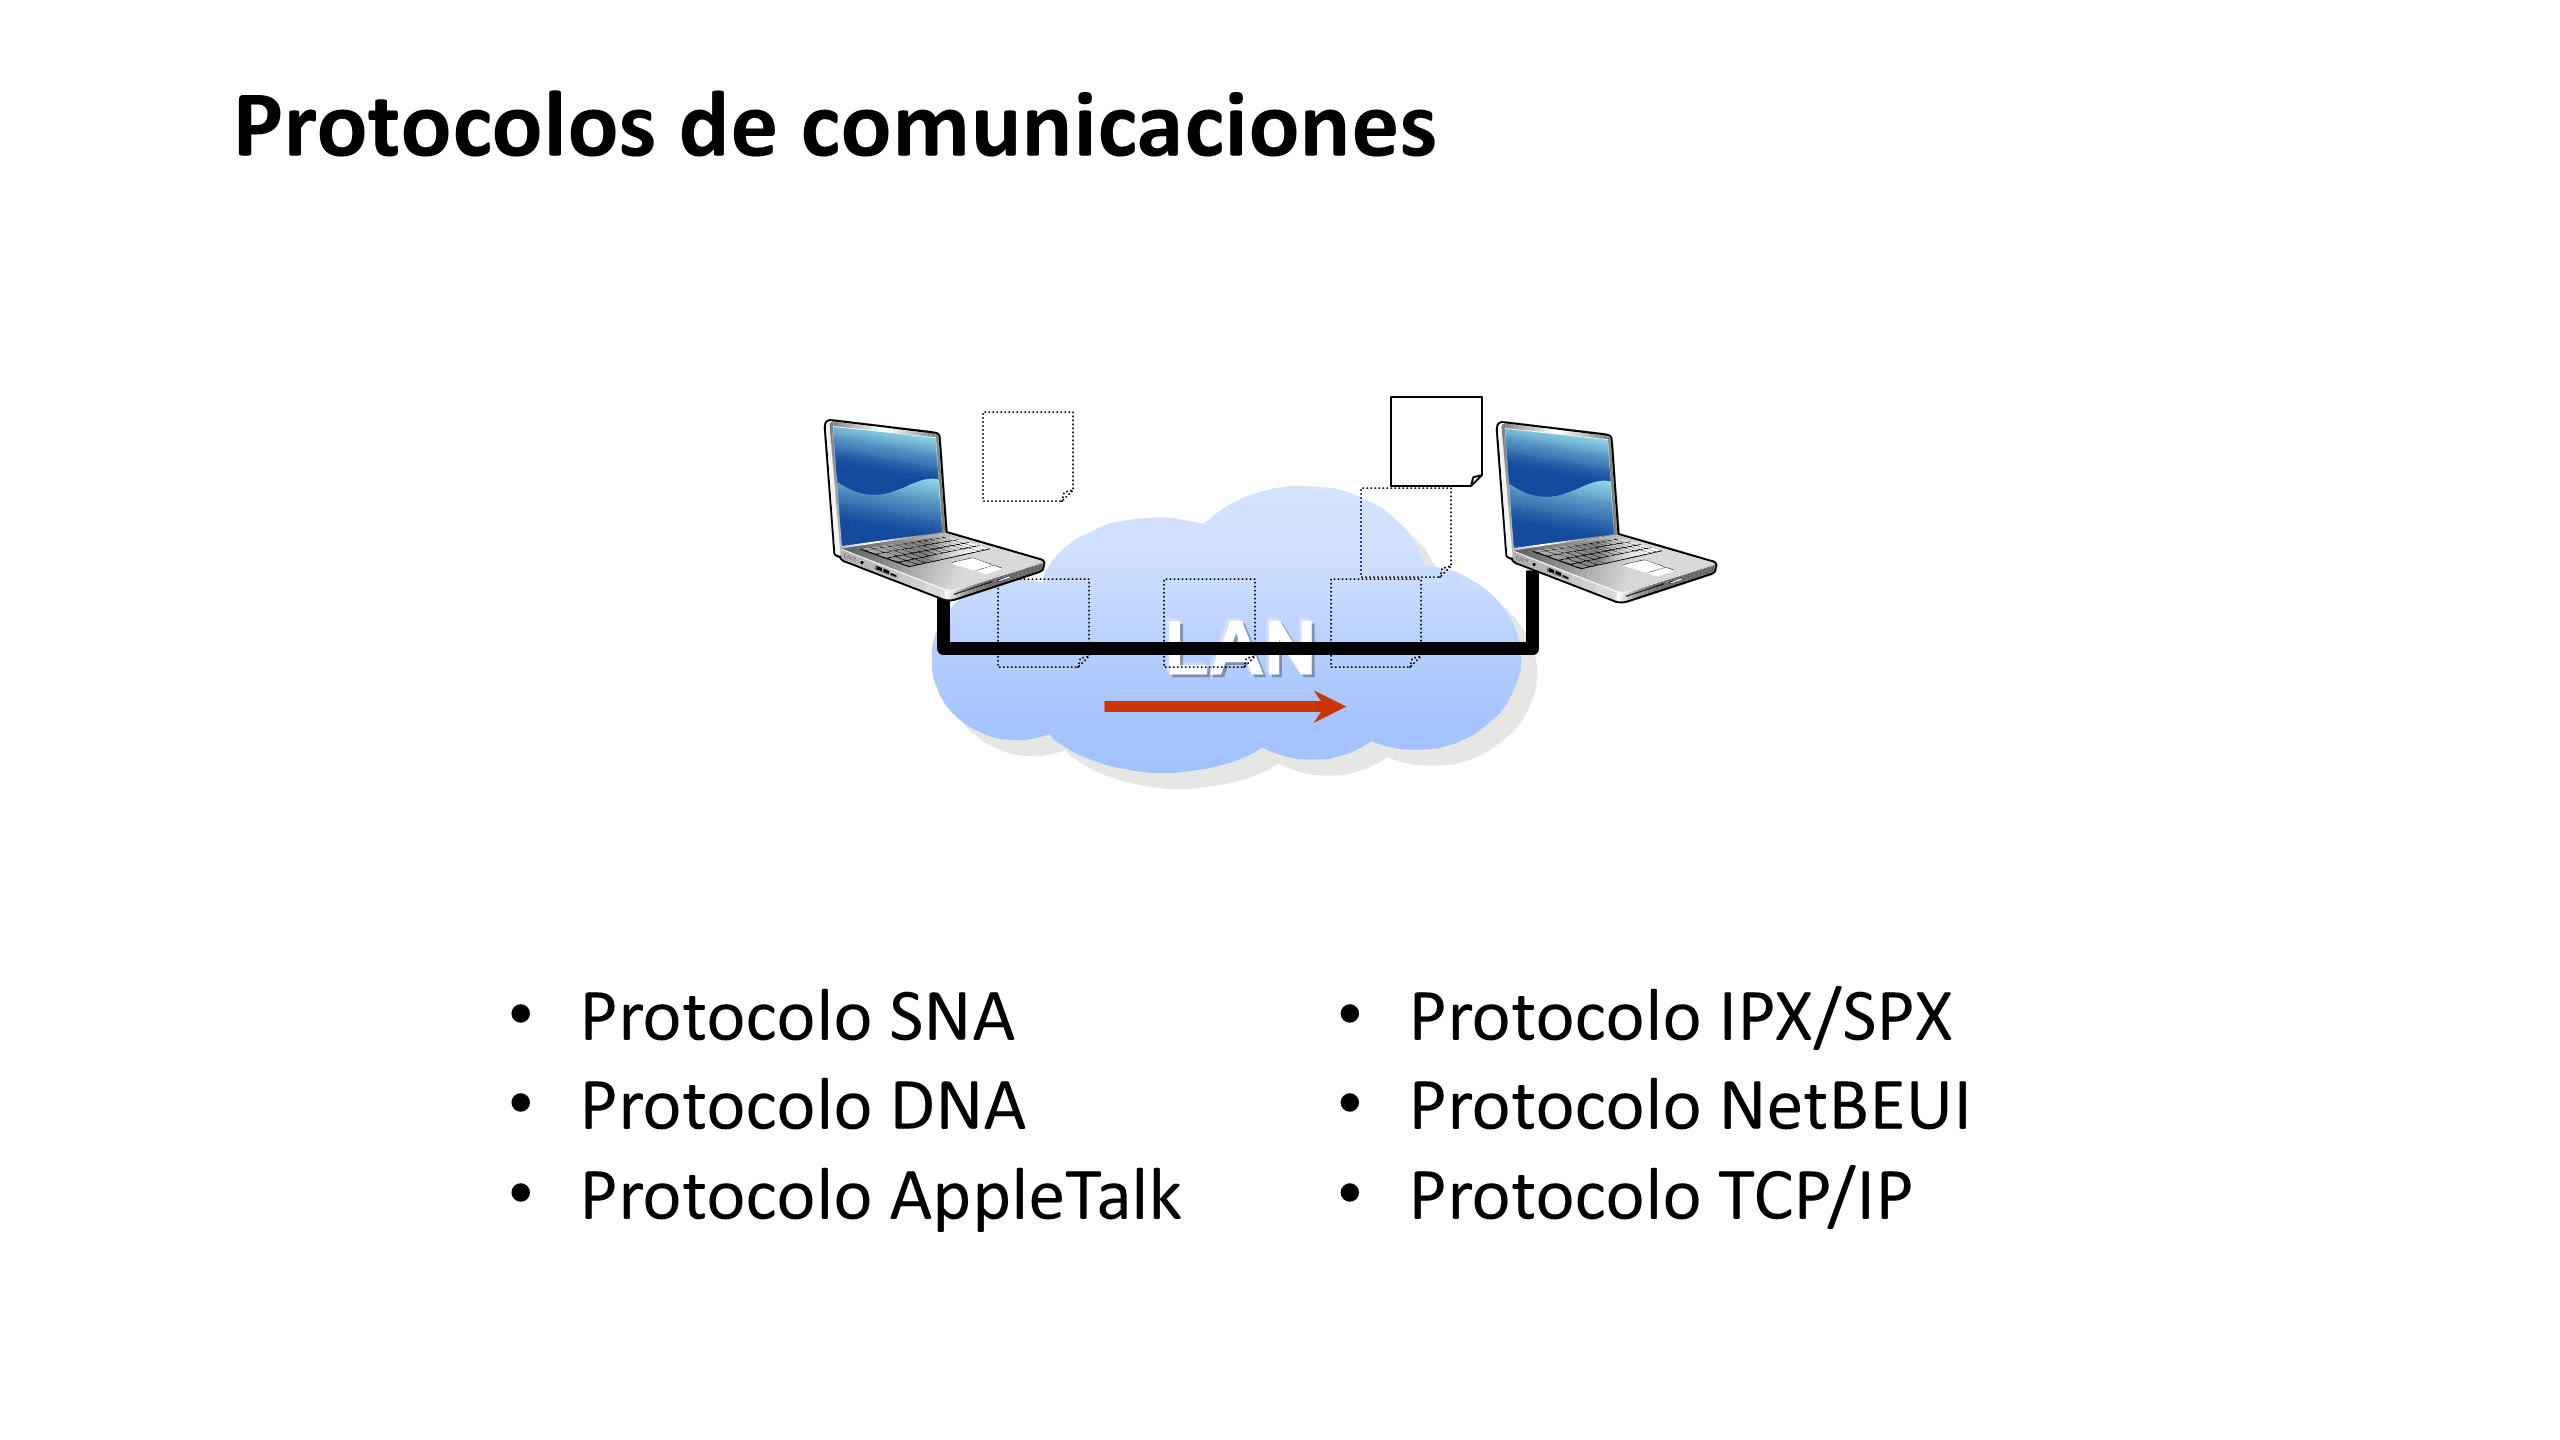 Protocolos de comunicaciones
LAN
• Protocolo SNA
• Protocolo DNA
• Protocolo AppleTalk
• Protocolo IPX/SPX
• Protocolo NetBEUI
• Protocolo TCP/IP